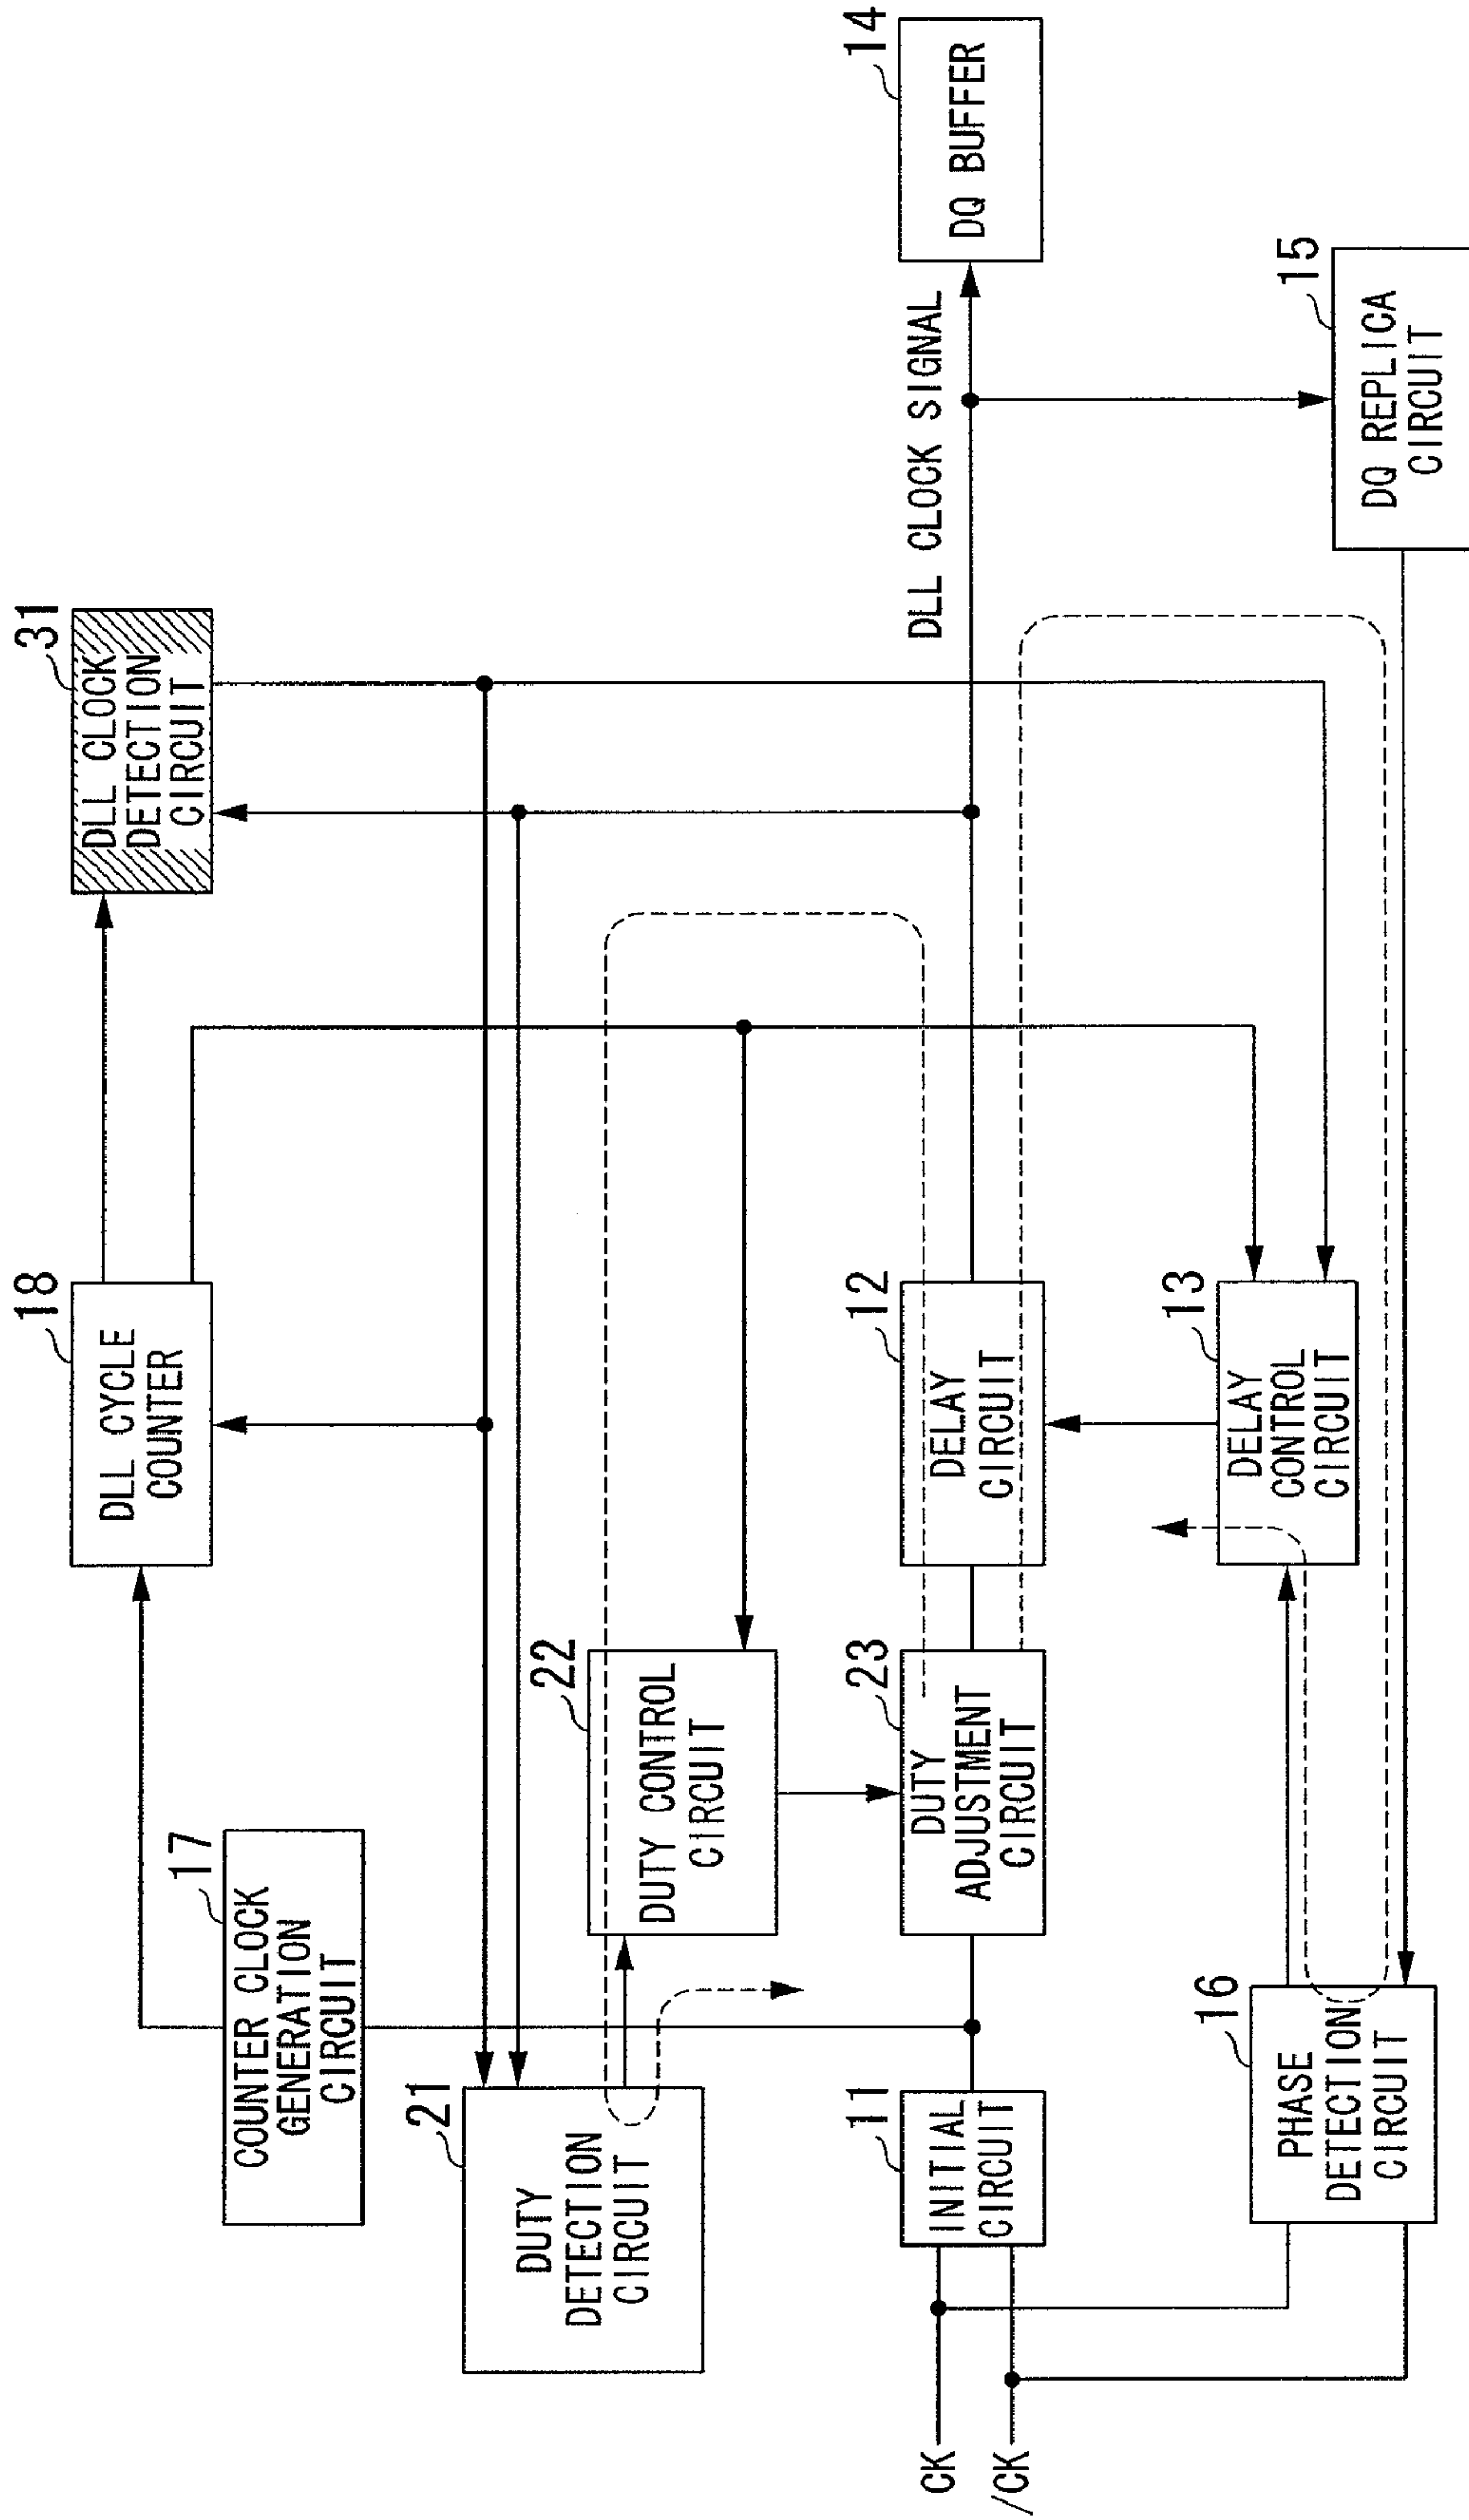 17
COUNTER CLOCK
GENERATION
CIRCUIT
18
DLL CYCLE
COUNTER
31
DLL CLOCK
DETECTION
CIRCUIT
21
DUTY
DETECTION
CIRCUIT
22
DUTY CONTROL
CIRCUIT
CK
/CK
11
INITIAL
CIRCUIT
23
DUTY
ADJUSTMENT
CIRCUIT
12
DELAY
CIRCUIT
DLL CLOCK SIGNAL
14
DQ BUFFER
16
PHASE
DETECTION
CIRCUIT
13
DELAY
CONTROL
CIRCUIT
15
DQ REPLICA
CIRCUIT